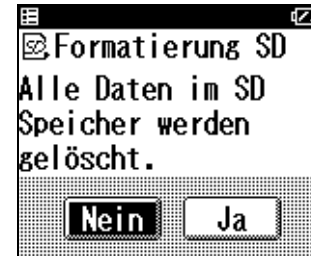 Formatierung SD
Alle Daten im SD
Speicher werden
gelöscht.
Nein Ja